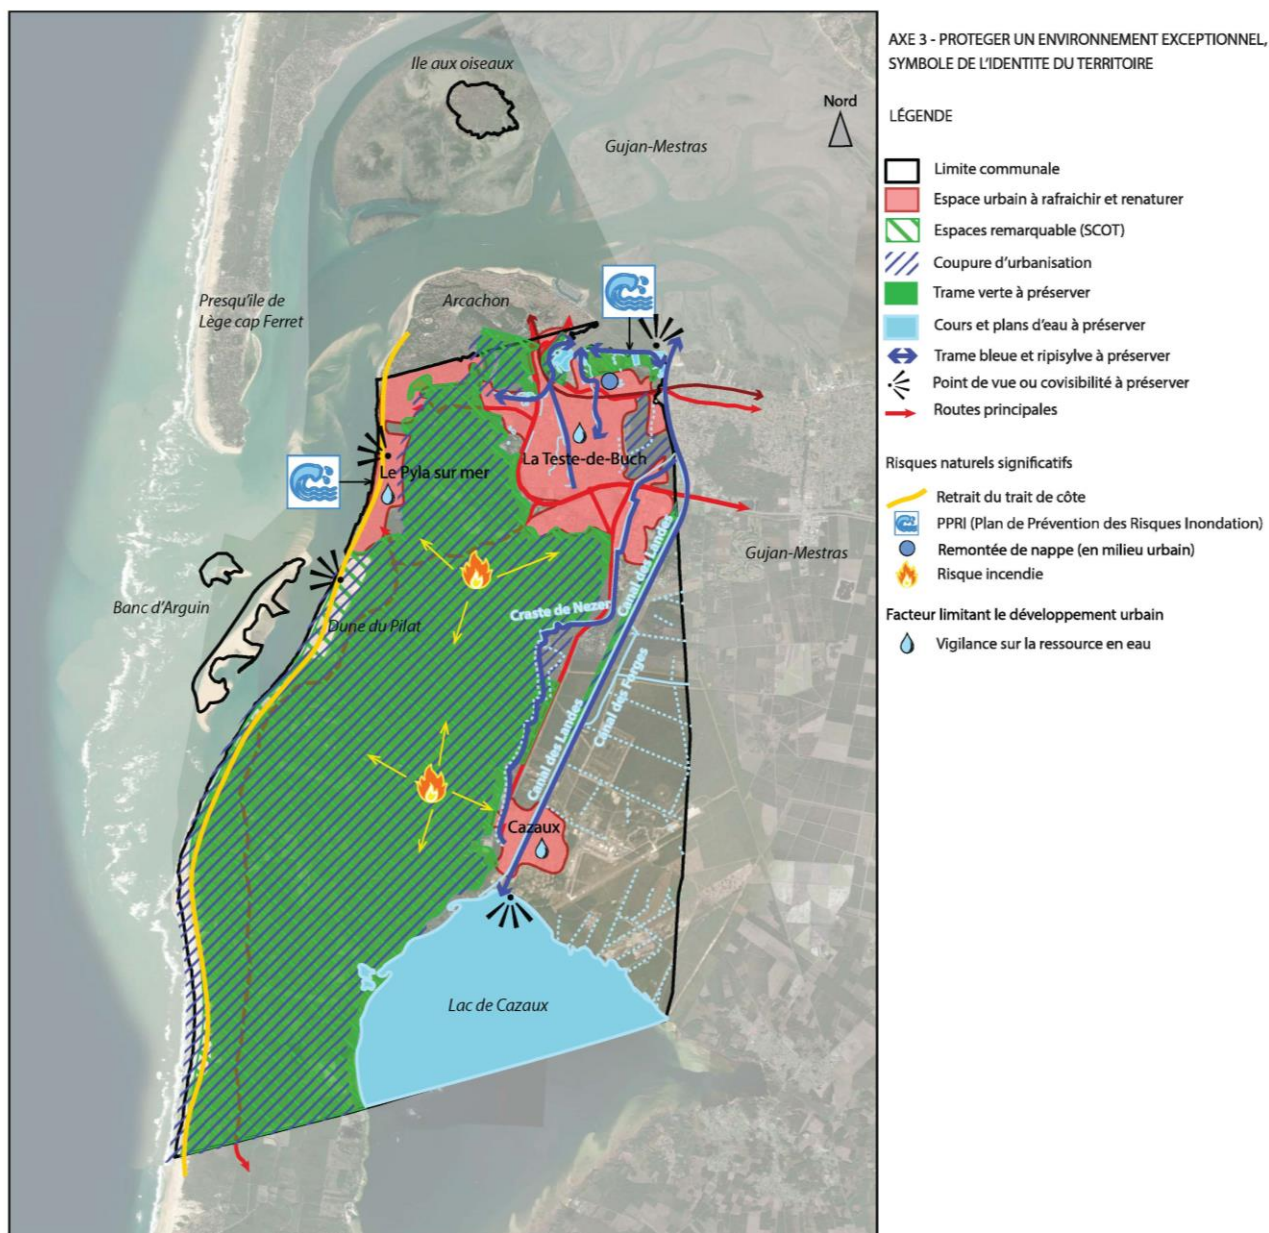 AXE 3 - PROTEGER UN ENVIRONNEMENT EXCEPTIONNEL,
SYMBOLE DE L'IDENTITE DU TERRITOIRE
LÉGENDE
Limite communale
Espace urbain à rafraichir et renaturer
Espaces remarquable (SCOT)
Coupure d'urbanisation
Trame verte à préserver
Cours et plans d'eau à préserver
Trame bleue et ripisylve à préserver
Point de vue ou covisibilité à préserver
Routes principales
Risques naturels significatifs
Retrait du trait de côte
PPRI (Plan de Prévention des Risques Inondation)
Remontée de nappe (en milieu urbain)
Risque incendie
Facteur limitant le développement urbain
Vigilance sur la ressource en eau
Ile aux oiseaux
Nord
Gujan-Mestras
Presqu'île de
Lège cap Ferret
Arcachon
La Teste-de-Buch
Le Pyla sur mer
Gujan-Mestras
Banc d'Arguin
Dune du Pilat
Craste de Nezer
Canal des Landes
Canal des Forges
Canal des Landes
Cazaux
Lac de Cazaux